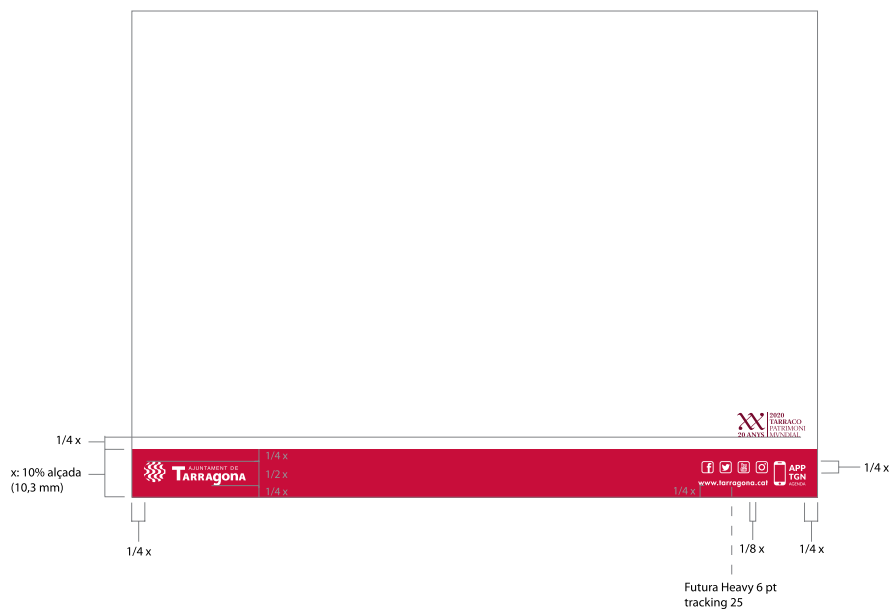 XX
20 ANYS
2020
TARRACO
PATRIMONI
MVNDIAL
1/4 x
x: 10% alçada
(10,3 mm)
AJUNTAMENT DE
TARRAgONA
1/4 x
1/2 x
1/4 x
1/4 x
www.tarragona.cat
APP
TGN
AGENDA
1/4 x
1/4 x
1/8 x
1/4 x
Futura Heavy 6 pt
tracking 25